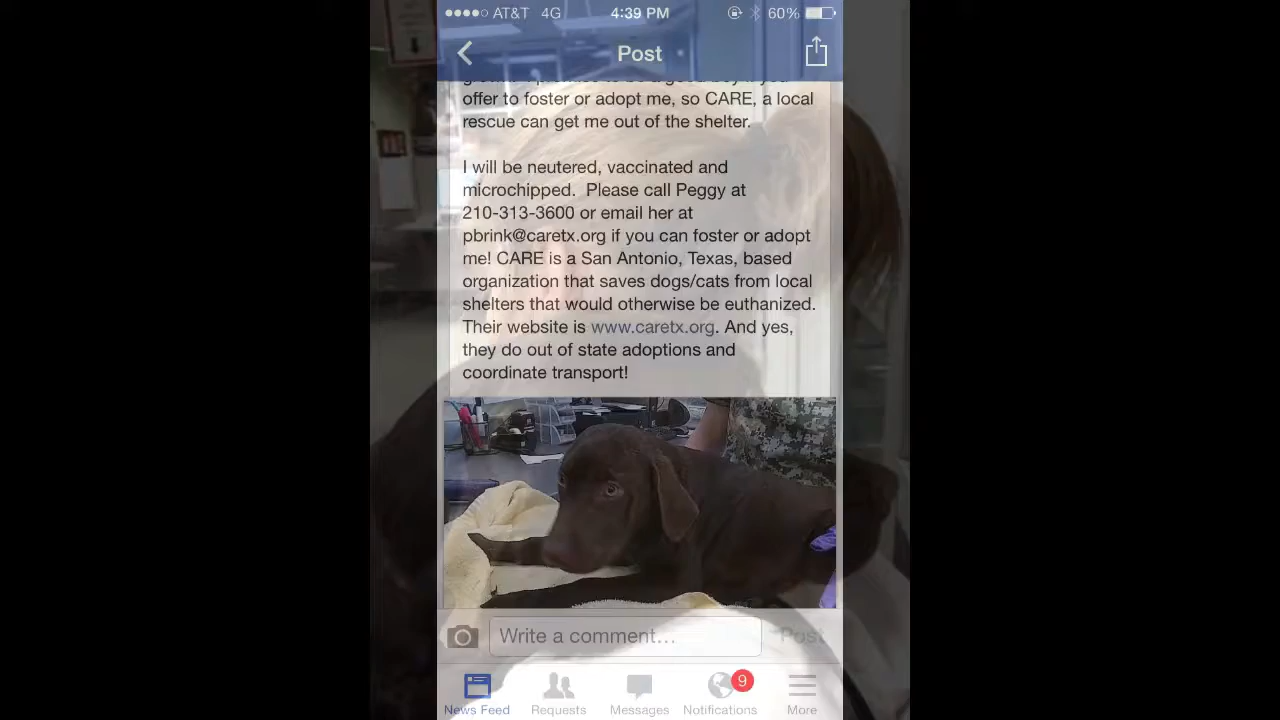 AT&T 4G 4:39 PM 60%
Post
offer to foster or adopt me, so CARE, a local
rescue can get me out of the shelter.
I will be neutered, vaccinated and
microchipped. Please call Peggy at
210-313-3600 or email her at
pbrink@caretx.org if you can foster or adopt
me! CARE is a San Antonio, Texas, based
organization that saves dogs/cats from local
shelters that would otherwise be euthanized.
Their website is www.caretx.org. And yes,
they do out of state adoptions and
coordinate transport!
Write a comment... Post
9
News Feed Requests Messages Notifications More